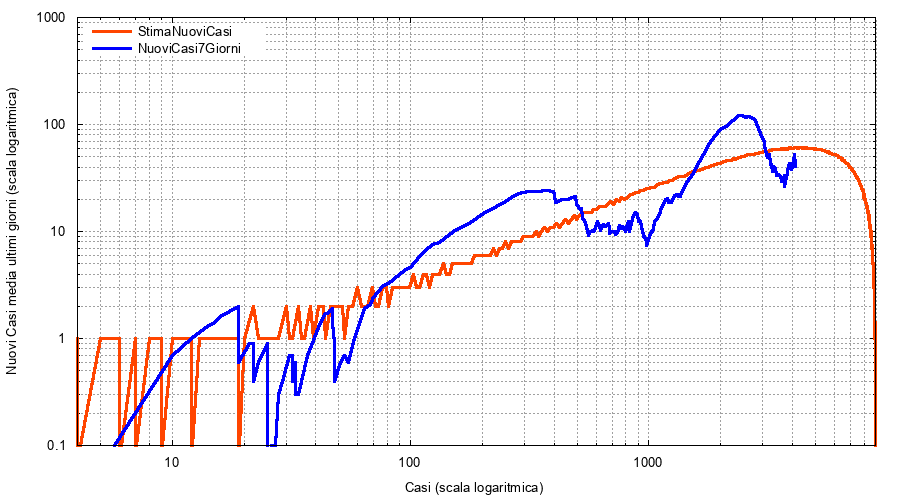 1000
StimaNuoviCasi
NuoviCasi7Giorni
100
10
1
0.1
Nuovi Casi media ultimi giorni (scala logaritmica)
10 100 1000
Casi (scala logaritmica)